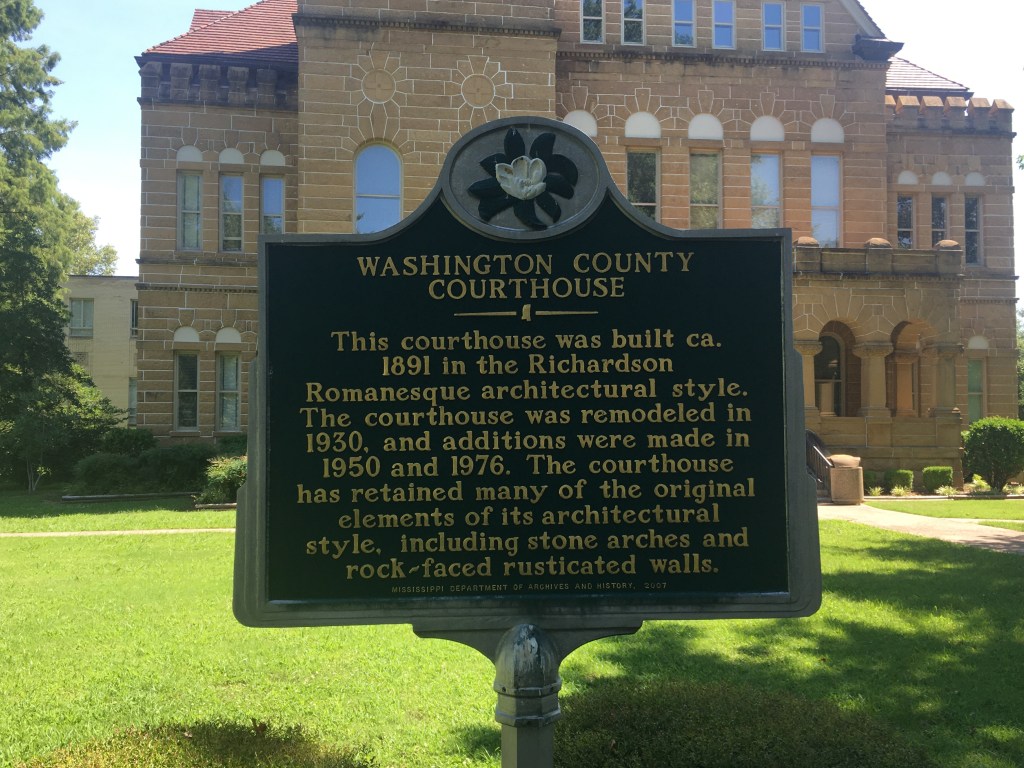 WASHINGTON COUNTY
COURTHOUSE
This courthouse was built ca.
1891 in the Richardson
Romanesque architectural style.
The courthouse was remodeled in
1930, and additions were made in
1950 and 1976. The courthouse
has retained many of the original
elements of its architectural
style, including stone arches and
rock-faced rusticated walls.
MISSISSIPPI DEPARTMENT OF ARCHIVES AND HISTORY, 2007